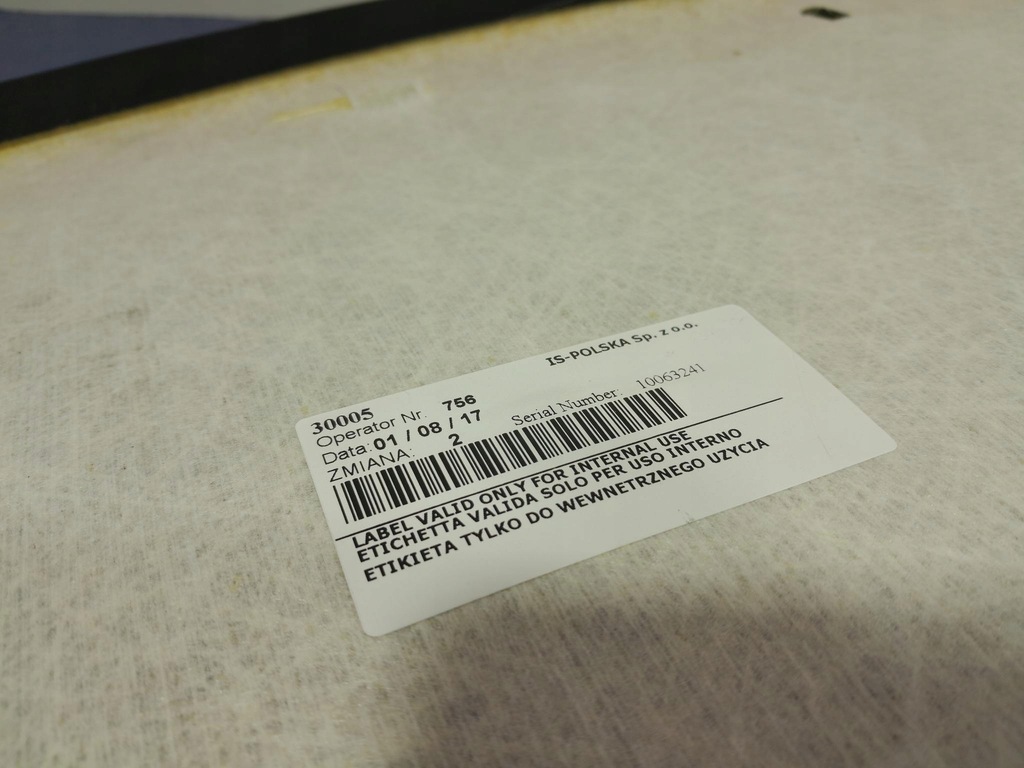 IS-POLSKA Sp. z o.o.
30005
Operator Nr. 756
Data: 01 / 08 / 17 Serial Number: 10063241
ZMIANA: 2
LABEL VALID ONLY FOR INTERNAL USE
ETICHETTA VALIDA SOLO PER USO INTERNO
ETIKIETA TYLKO DO WEWNETRZNEGO UZYCIA